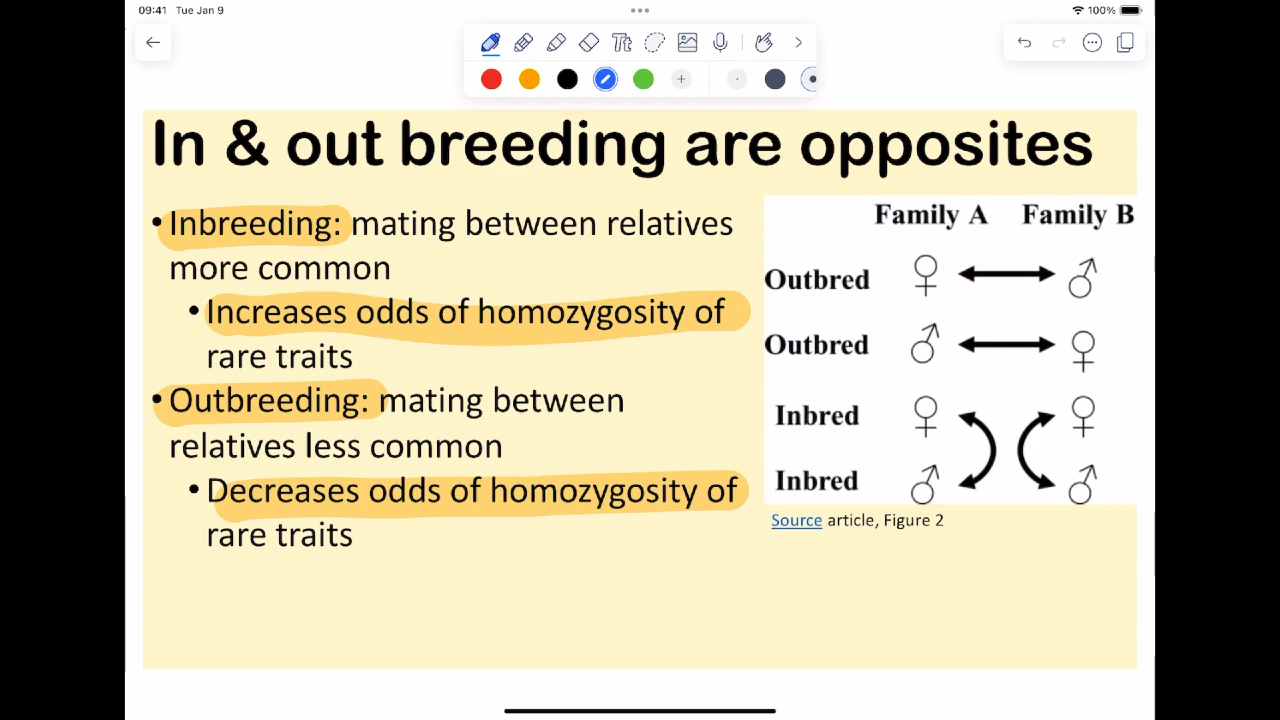 09:41 Tue Jan 9
100%
Tt
In & out breeding are opposites
• Inbreeding: mating between relatives
more common
• Increases odds of homozygosity of
rare traits
• Outbreeding: mating between
relatives less common
• Decreases odds of homozygosity of
rare traits
Family A Family B
Outbred ♀ ♂
Outbred ♂ ♀
Inbred ♀ ♀
Inbred ♂ ♂
Source article, Figure 2